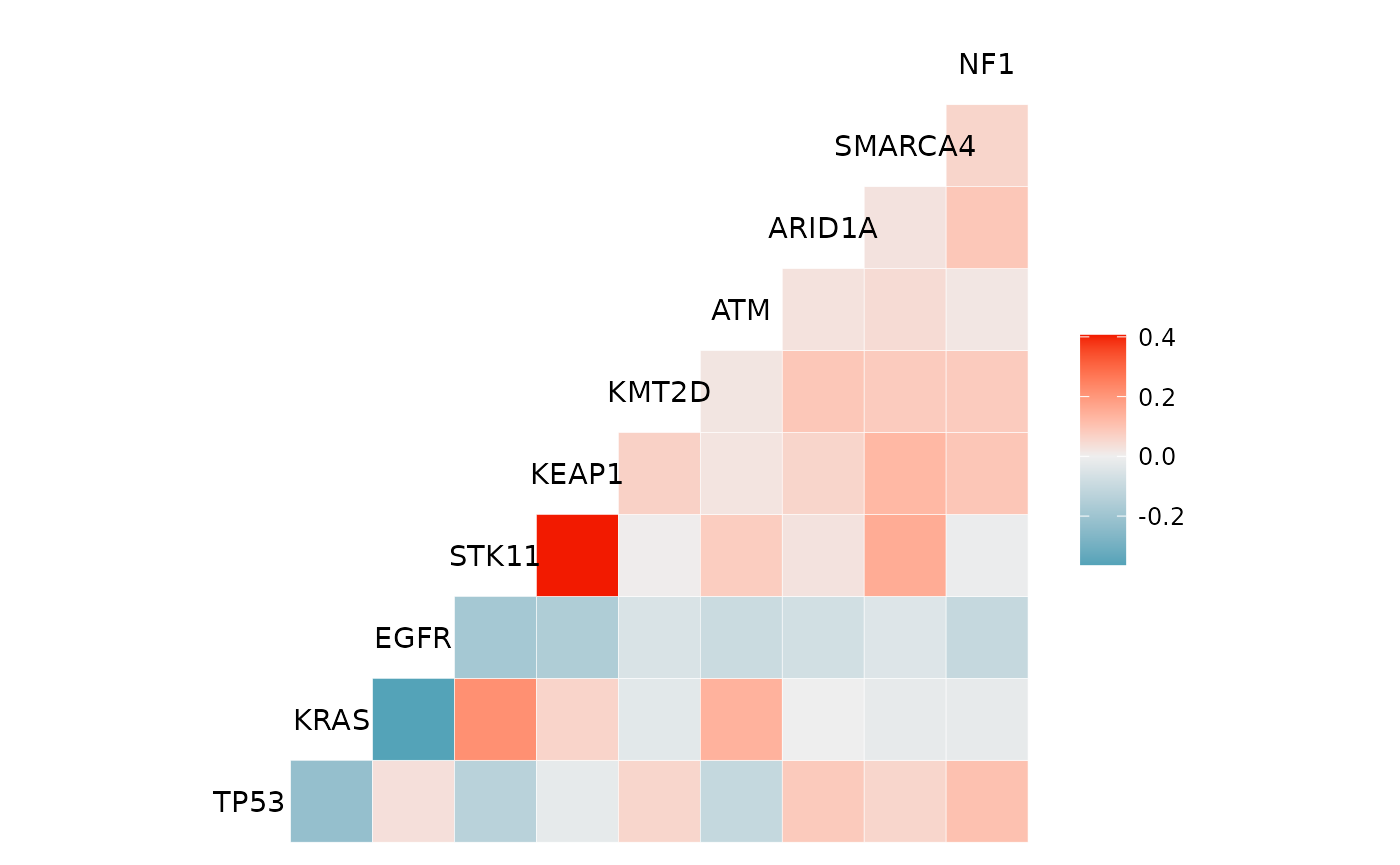 NF1
SMARCA4
ARID1A
ATM
KMT2D
KEAP1
STK11
EGFR
KRAS
TP53
0.4
0.2
0.0
-0.2